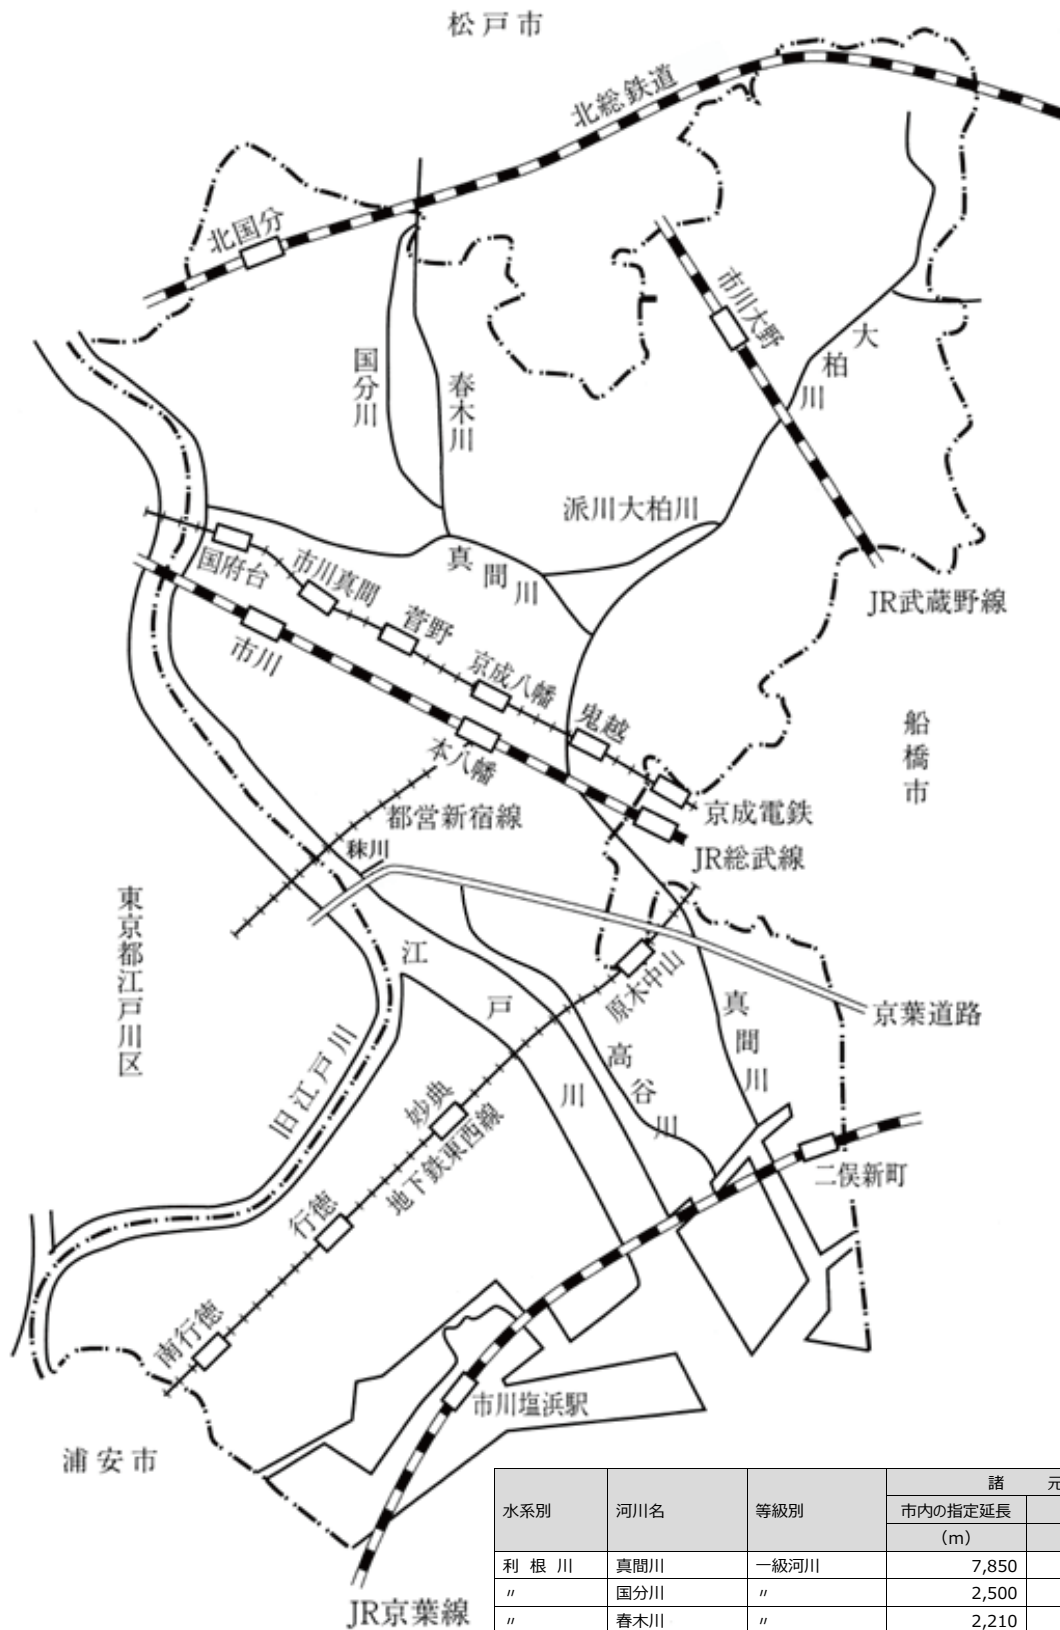 松戸市
北総鉄道
北国分
市川大野
大柏川
国分川
春木川
派川大柏川
真間川
国府台
市川真間
菅野
京成八幡
鬼越
市川
本八幡
JR武蔵野線
船橋市
京成電鉄
JR総武線
都営新宿線
秣川
東京都江戸川区
江戸川
原木中山
真間川
京葉道路
旧江戸川
高谷川
妙典
地下鉄東西線
二俣新町
行徳
南行徳
市川塩浜駅
浦安市
JR京葉線
水系別 河川名 等級別 諸 元
市内の指定延長
(m)
利根川 真間川 一級河川 7,850
〃 国分川 〃 2,500
〃 春木川 〃 2,210